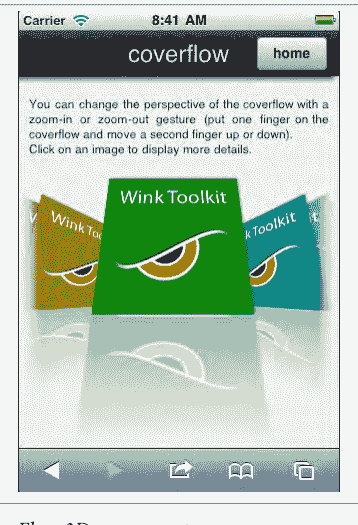 Carrier 8:41 AM
coverflow home
You can change the perspective of the coverflow with a
zoom-in or zoom-out gesture (put one finger on the
coverflow and move a second finger up or down).
Click on an image to display more details.
Wink Toolkit
Wink Too
k Toolkit